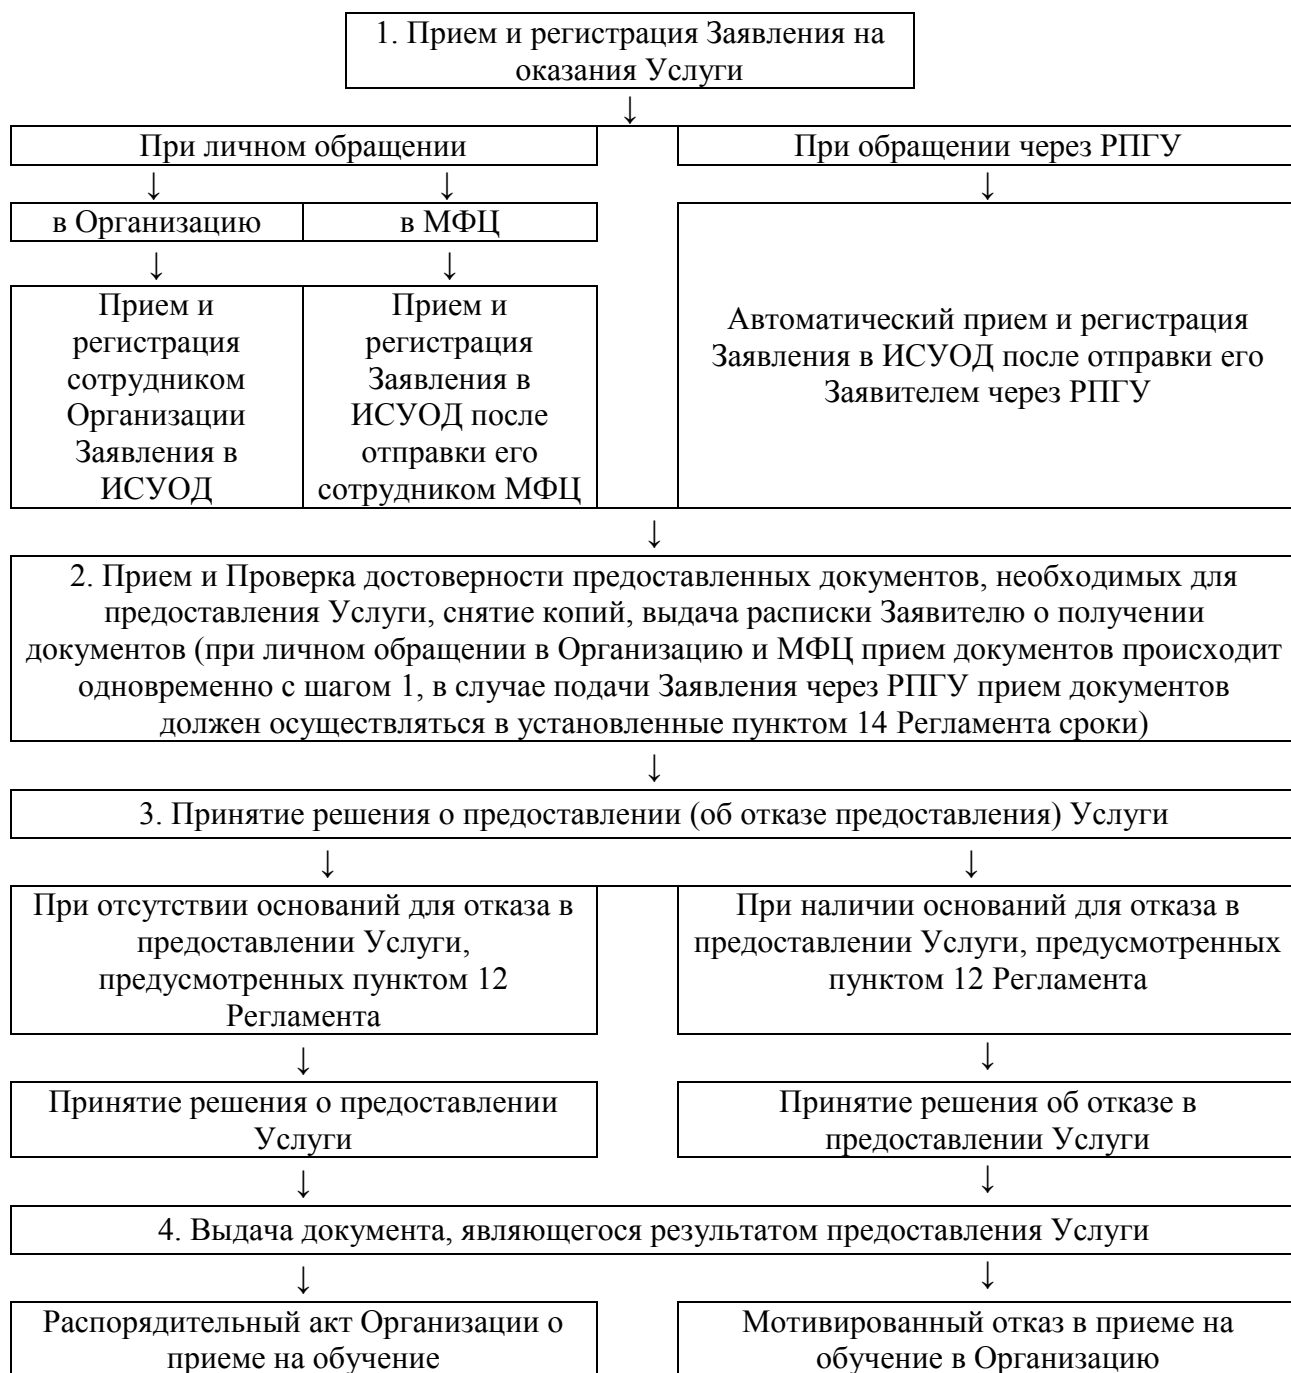 1. Прием и регистрация Заявления на
оказания Услуги
↓
При личном обращении
При обращении через РПГУ
↓ ↓ ↓
в Организацию
в МФЦ
↓ ↓
Прием и
регистрация
сотрудником
Организации
Заявления в
ИСУОД
Прием и
регистрация
Заявления в
ИСУОД после
отправки его
сотрудником МФЦ
Автоматический прием и регистрация
Заявления в ИСУОД после отправки его
Заявителем через РПГУ
↓
2. Прием и Проверка достоверности предоставленных документов, необходимых для
предоставления Услуги, снятие копий, выдача расписки Заявителю о получении
документов (при личном обращении в Организацию и МФЦ прием документов происходит
одновременно с шагом 1, в случае подачи Заявления через РПГУ прием документов
должен осуществляться в установленные пунктом 14 Регламента сроки)
↓
3. Принятие решения о предоставлении (об отказе предоставления) Услуги
↓ ↓
При отсутствии оснований для отказа в
предоставлении Услуги,
предусмотренных пунктом 12
Регламента
При наличии оснований для отказа в
предоставлении Услуги, предусмотренных
пунктом 12 Регламента
↓ ↓
Принятие решения о предоставлении
Услуги
Принятие решения об отказе в
предоставлении Услуги
↓ ↓
4. Выдача документа, являющегося результатом предоставления Услуги
↓ ↓
Распорядительный акт Организации о
приеме на обучение
Мотивированный отказ в приеме на
обучение в Организацию